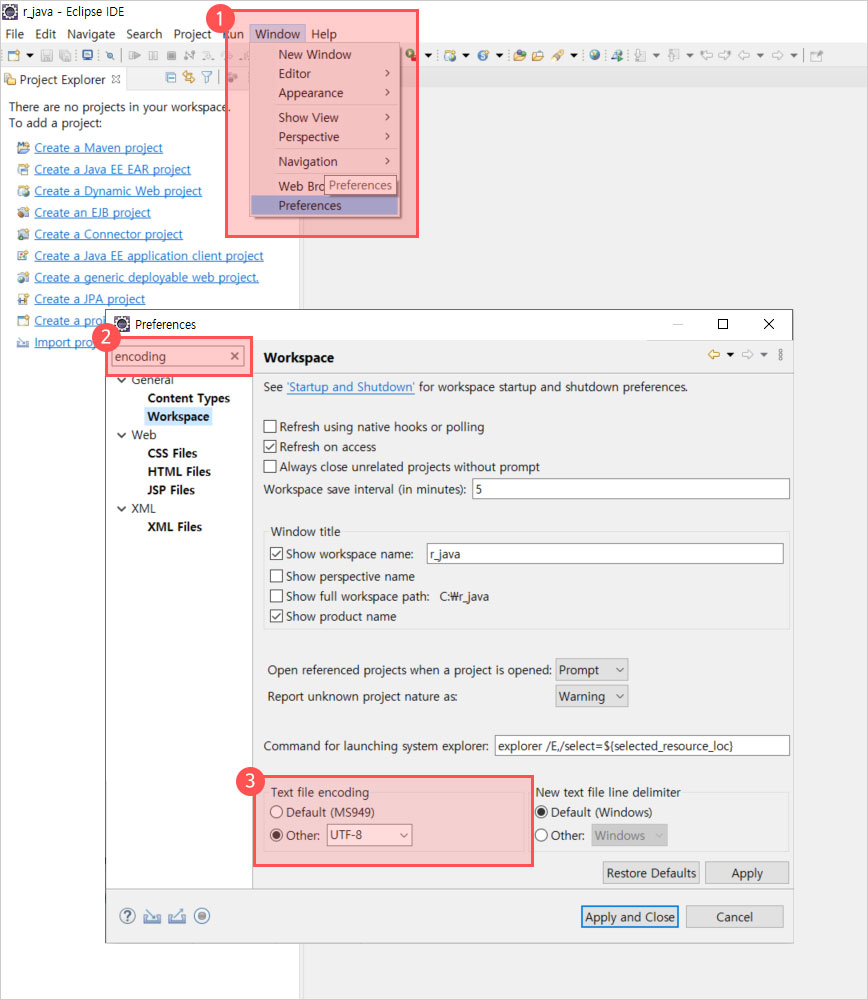 r_java - Eclipse IDE
File Edit Navigate Search Project Run Window Help
1
New Window
Editor
Appearance
Show View
Perspective
Navigation
Web Bro
Preferences
Preferences
Project Explorer
There are no projects in your workspace.
To add a project:
Create a Maven project
Create a Java EE EAR project
Create a Dynamic Web project
Create an EJB project
Create a Connector project
Create a Java EE application client project
Create a generic deployable web project.
Create a JPA project
Create a proj
Import proj
2
Preferences
encoding
General
Content Types
Workspace
Web
CSS Files
HTML Files
JSP Files
XML
XML Files
Workspace
See 'Startup and Shutdown' for workspace startup and shutdown preferences.
Refresh using native hooks or polling
Refresh on access
Always close unrelated projects without prompt
Workspace save interval (in minutes): 5
Window title
Show workspace name: r_java
Show perspective name
Show full workspace path: C:₩r_java
Show product name
Open referenced projects when a project is opened: Prompt
Report unknown project nature as: Warning
Command for launching system explorer: explorer /E,/select=${selected_resource_loc}
3
Text file encoding
Default (MS949)
Other: UTF-8
New text file line delimiter
Default (Windows)
Other: Windows
Restore Defaults Apply
Apply and Close Cancel